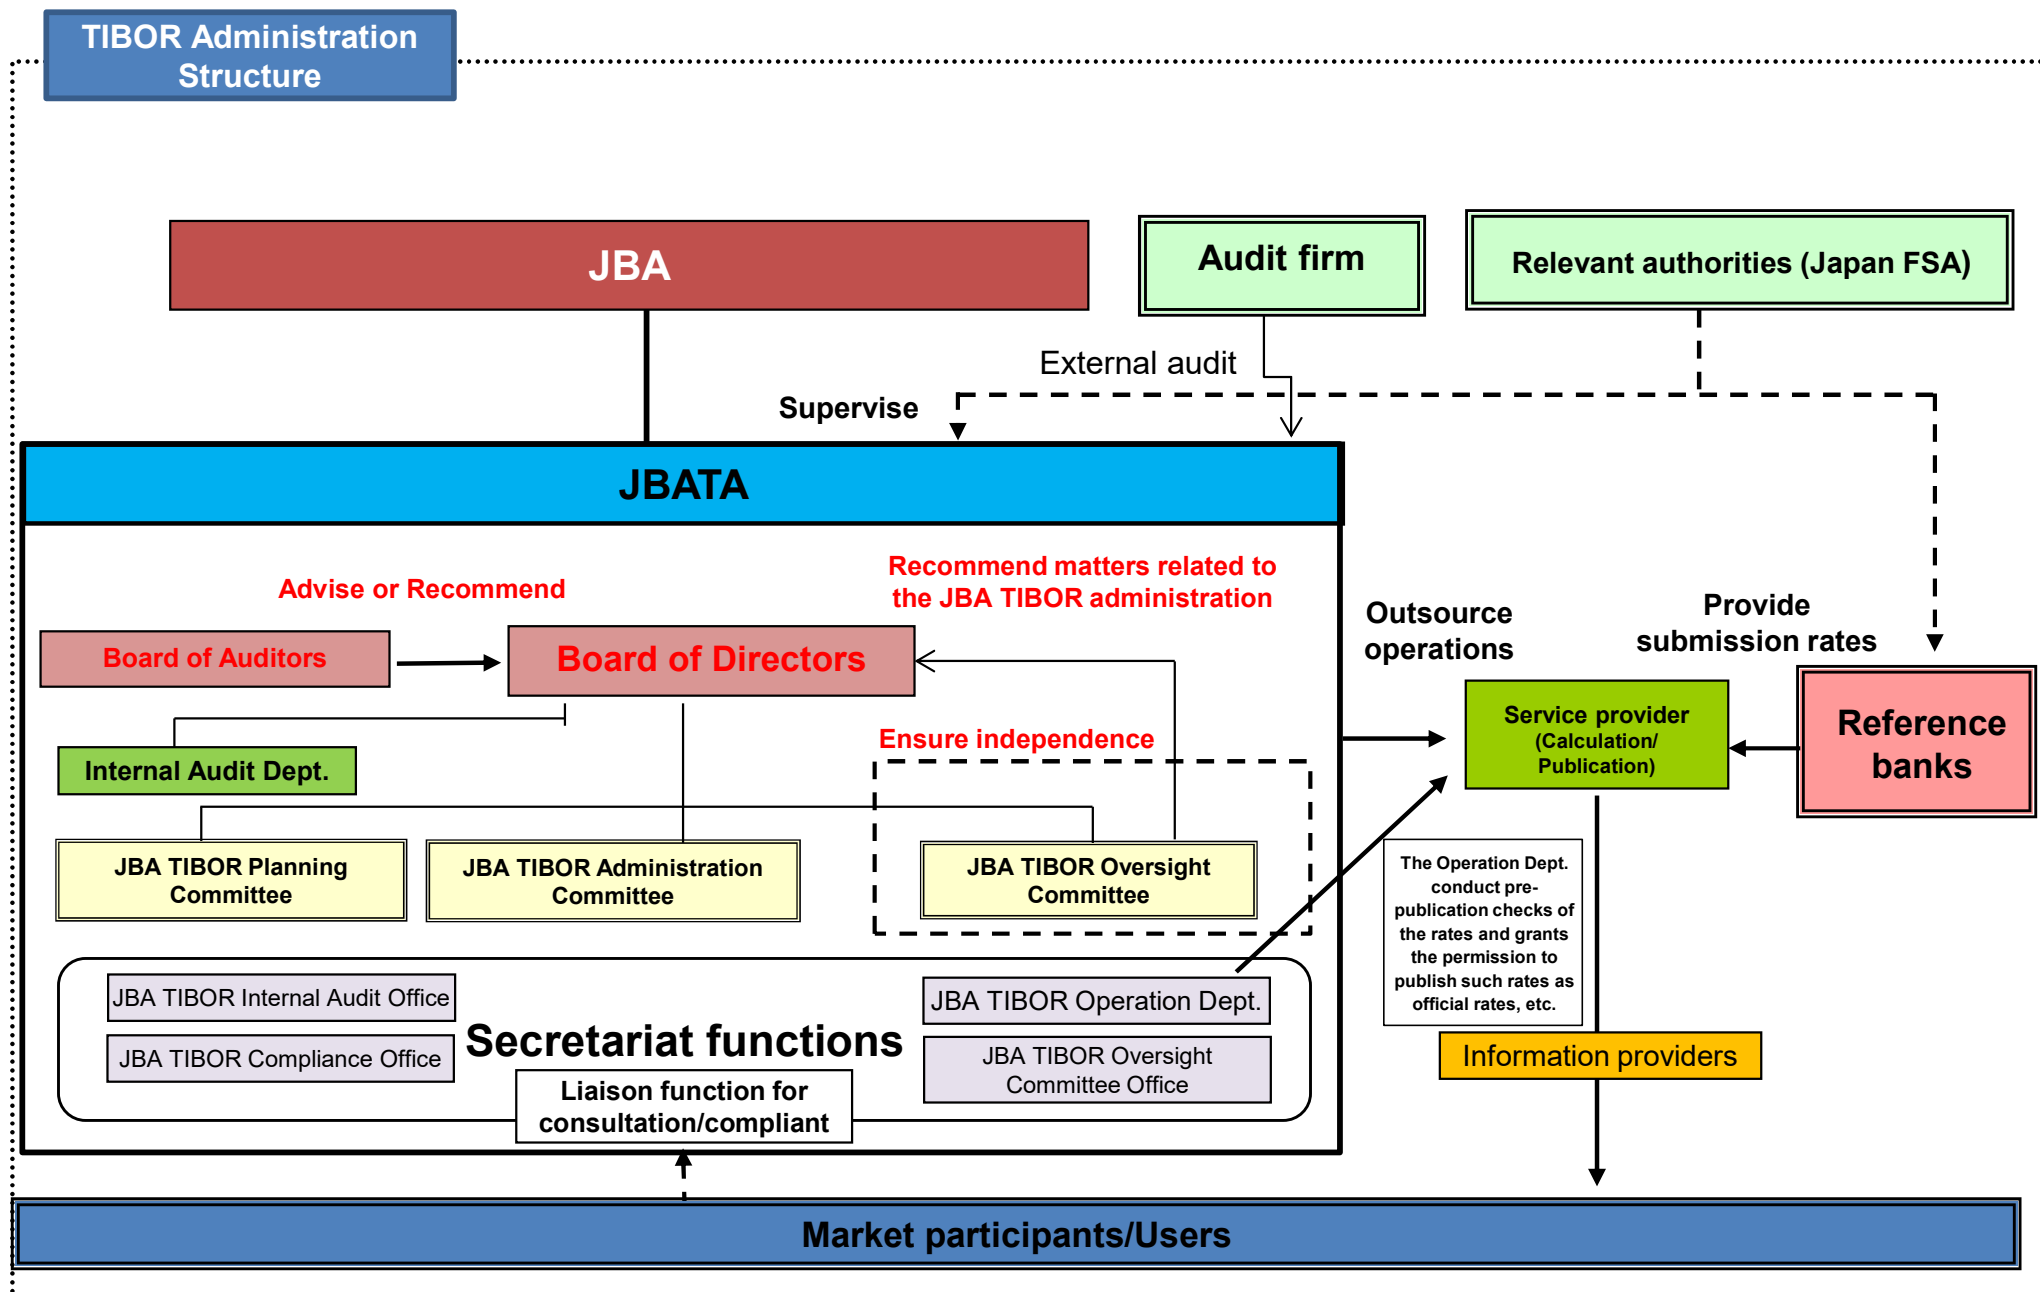 TIBOR Administration
Structure
JBA
Audit firm
Relevant authorities (Japan FSA)
External audit
Supervise
JBATA
Advise or Recommend
Recommend matters related to
the JBA TIBOR administration
Board of Auditors
Board of Directors
Outsource
operations
Provide
submission rates
Ensure independence
Internal Audit Dept.
Service provider
(Calculation/
Publication)
Reference
banks
JBA TIBOR Planning
Committee
JBA TIBOR Administration
Committee
JBA TIBOR Oversight
Committee
The Operation Dept.
conduct pre-
publication checks of
the rates and grants
the permission to
publish such rates as
official rates, etc.
JBA TIBOR Internal Audit Office
JBA TIBOR Compliance Office
Secretariat functions
JBA TIBOR Operation Dept.
JBA TIBOR Oversight
Committee Office
Liaison function for
consultation/compliant
Information providers
Market participants/Users